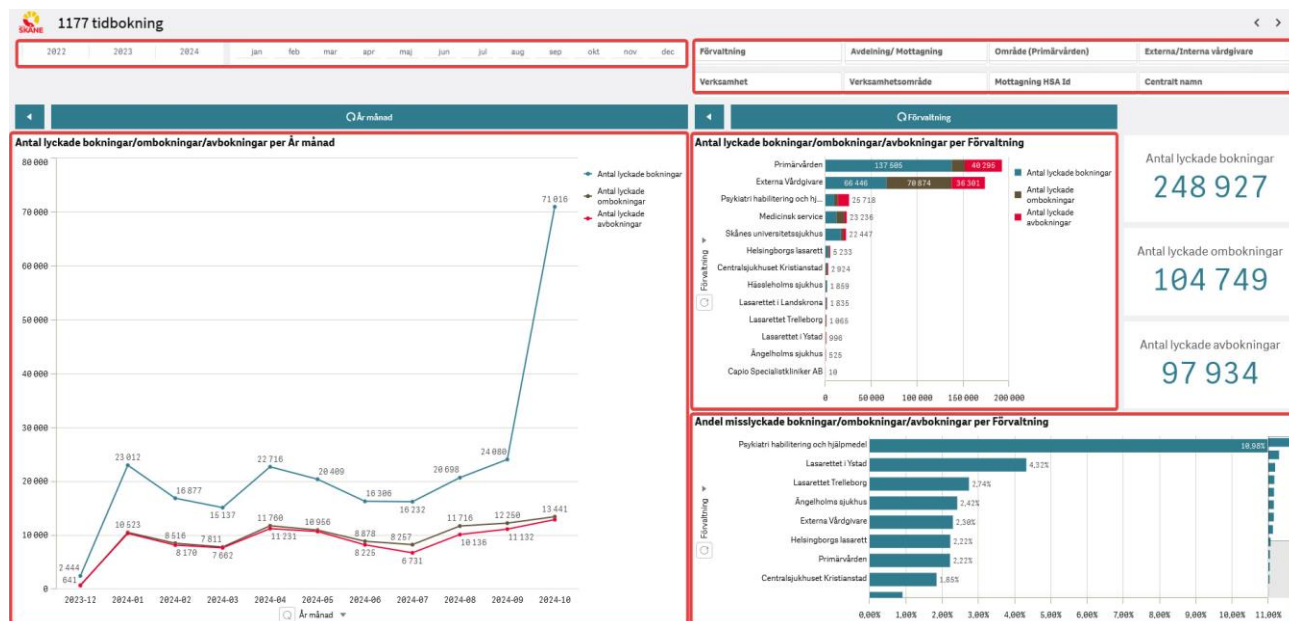 SKÅNE
1177 tidbokning
2022 2023 2024 jan feb mar apr maj jun jul aug sep okt nov dec
Förvaltning Avdelning/ Mottagning Område (Primärvården) Externa/Interna vårdgivare
Verksamhet Verksamhetsområde Mottagning HSA Id Centralt namn
År månad
Antal lyckade bokningar/ombokningar/avbokningar per År månad
80 000
70 000
60 000
50 000
40 000
30 000
20 000
10 000
0
Antal lyckade bokningar
Antal lyckade
ombokningar
Antal lyckade
avbokningar
71 016
23 012
16 877
15 137
22 716
20 409
16 306
16 232
20 698
24 080
2 444
641
10 523
8 516
8 170
7 811
7 602
11 760
11 231
10 956
8 878
8 225
8 257
6 731
11 716
10 136
12 250
11 132
13 441
2023-12 2024-01 2024-02 2024-03 2024-04 2024-05 2024-06 2024-07 2024-08 2024-09 2024-10
År månad
Förvaltning
Antal lyckade bokningar/ombokningar/avbokningar per Förvaltning
Förvaltning
Primärvården 137 505 40 295
Externa Vårdgivare 66 446 70 874 36 301
Psykiatri habilitering och hj... 25 718
Medicinsk service 23 236
Skånes universitetssjukhus 22 447
Helsingborgs lasarett 5 233
Centralsjukhuset Kristianstad 2 924
Hässleholms sjukhus 1 859
Lasarettet i Landskrona 1 835
Lasarettet Trelleborg 1 065
Lasarettet i Ystad 996
Ängelholms sjukhus 525
Capio Specialistkliniker AB 10
0 50 000 100 000 150 000 200 000
Antal lyckade bokningar
Antal lyckade
ombokningar
Antal lyckade
avbokningar
Antal lyckade bokningar
248 927
Antal lyckade ombokningar
104 749
Antal lyckade avbokningar
97 934
Andel misslyckade bokningar/ombokningar/avbokningar per Förvaltning
Förvaltning
Psykiatri habilitering och hjälpmedel 10,98%
Lasarettet i Ystad 4,32%
Lasarettet Trelleborg 2,74%
Ängelholms sjukhus 2,42%
Externa Vårdgivare 2,30%
Helsingborgs lasarett 2,22%
Primärvården 2,22%
Centralsjukhuset Kristianstad 1,85%
0,00% 1,00% 2,00% 3,00% 4,00% 5,00% 6,00% 7,00% 8,00% 9,00% 10,00% 11,00%